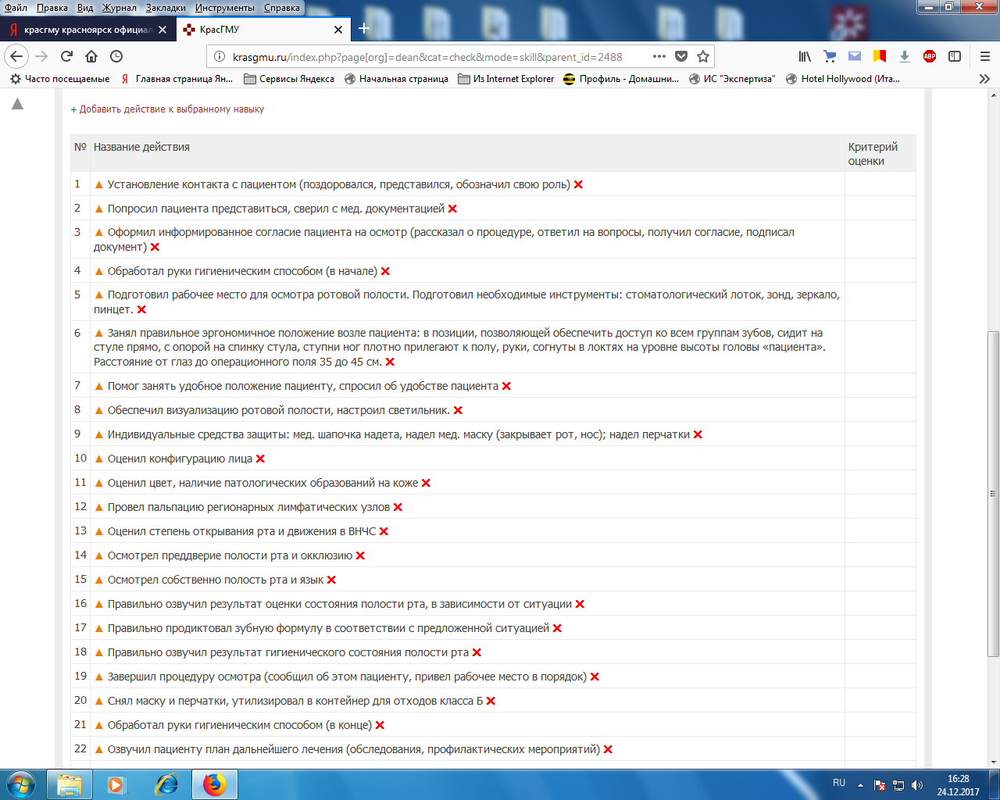 Файл Правка Вид Журнал Закладки Инструменты Справка
красгму красноярск официал
КрасГМУ
krasgmu.ru/index.php?page[org]=dean&cat=check&mode=skill&parent_id=2488
ABP
Часто посещаемые Я Главная страница Ян... Сервисы Яндекса Начальная страница Из Internet Explorer Профиль - Домашни... ИС "Экспертиза" Hotel Hollywood (Ита...
+ Добавить действие к выбранному навыку
№ Название действия Критерий
оценки
1 Установление контакта с пациентом (поздоровался, представился, обозначил свою роль)
2 Попросил пациента представиться, сверил с мед. документацией
3 Оформил информированное согласие пациента на осмотр (рассказал о процедуре, ответил на вопросы, получил согласие, подписал
документ)
4 Обработал руки гигиеническим способом (в начале)
5 Подготовил рабочее место для осмотра ротовой полости. Подготовил необходимые инструменты: стоматологический лоток, зонд, зеркало,
пинцет.
6 Занял правильное эргономичное положение возле пациента: в позиции, позволяющей обеспечить доступ ко всем группам зубов, сидит на
стуле прямо, с опорой на спинку стула, ступни ног плотно прилегают к полу, руки, согнуты в локтях на уровне высоты головы «пациента».
Расстояние от глаз до операционного поля 35 до 45 см.
7 Помог занять удобное положение пациенту, спросил об удобстве пациента
8 Обеспечил визуализацию ротовой полости, настроил светильник.
9 Индивидуальные средства защиты: мед. шапочка надета, надел мед. маску (закрывает рот, нос); надел перчатки
10 Оценил конфигурацию лица
11 Оценил цвет, наличие патологических образований на коже
12 Провел пальпацию регионарных лимфатических узлов
13 Оценил степень открывания рта и движения в ВНЧС
14 Осмотрел преддверие полости рта и окклюзию
15 Осмотрел собственно полость рта и язык
16 Правильно озвучил результат оценки состояния полости рта, в зависимости от ситуации
17 Правильно продиктовал зубную формулу в соответствии с предложенной ситуацией
18 Правильно озвучил результат гигиенического состояния полости рта
19 Завершил процедуру осмотра (сообщил об этом пациенту, привел рабочее место в порядок)
20 Снял маску и перчатки, утилизировал в контейнер для отходов класса Б
21 Обработал руки гигиеническим способом (в конце)
22 Озвучил пациенту план дальнейшего лечения (обследования, профилактических мероприятий)
RU
16:28
24.12.2017